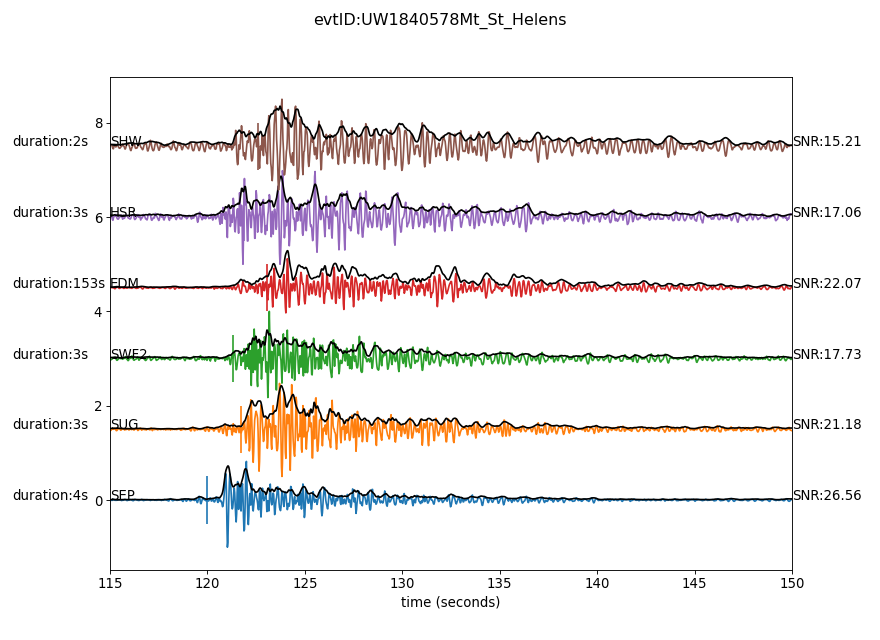 evtID:UW1840578Mt_St_Helens
8
duration:2s SHW SNR:15.21
duration:3s HSR SNR:17.06
6
duration:153s EDM SNR:22.07
4
duration:3s SWF2 SNR:17.73
2
duration:3s SUG SNR:21.18
duration:4s SEP SNR:26.56
0
115 120 125 130 135 140 145 150
time (seconds)